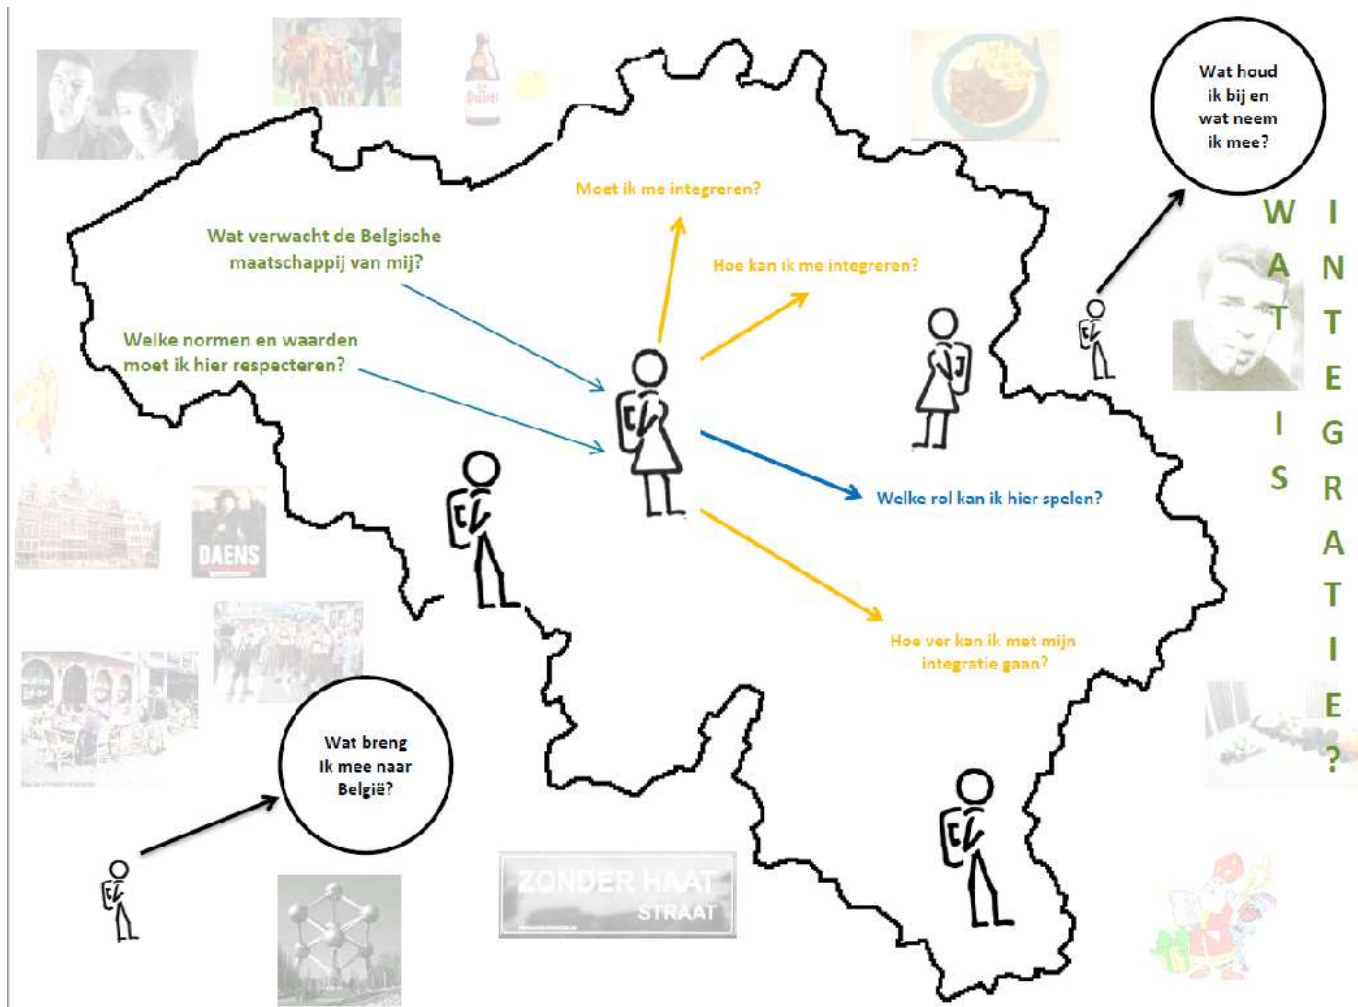 Wat houd
ik bij en
wat neem
ik mee?
Moet ik me integreren?
Wat verwacht de Belgische
maatschappij van mij?
Hoe kan ik me integreren?
Welke normen en waarden
moet ik hier respecteren?
Welke rol kan ik hier spelen?
Hoe ver kan ik met mijn
integratie gaan?
Wat breng
Ik mee naar
België?
WAT IS
INTEGRATIE?
Duvel
DAENS
ZONDER HAAT
STRAAT